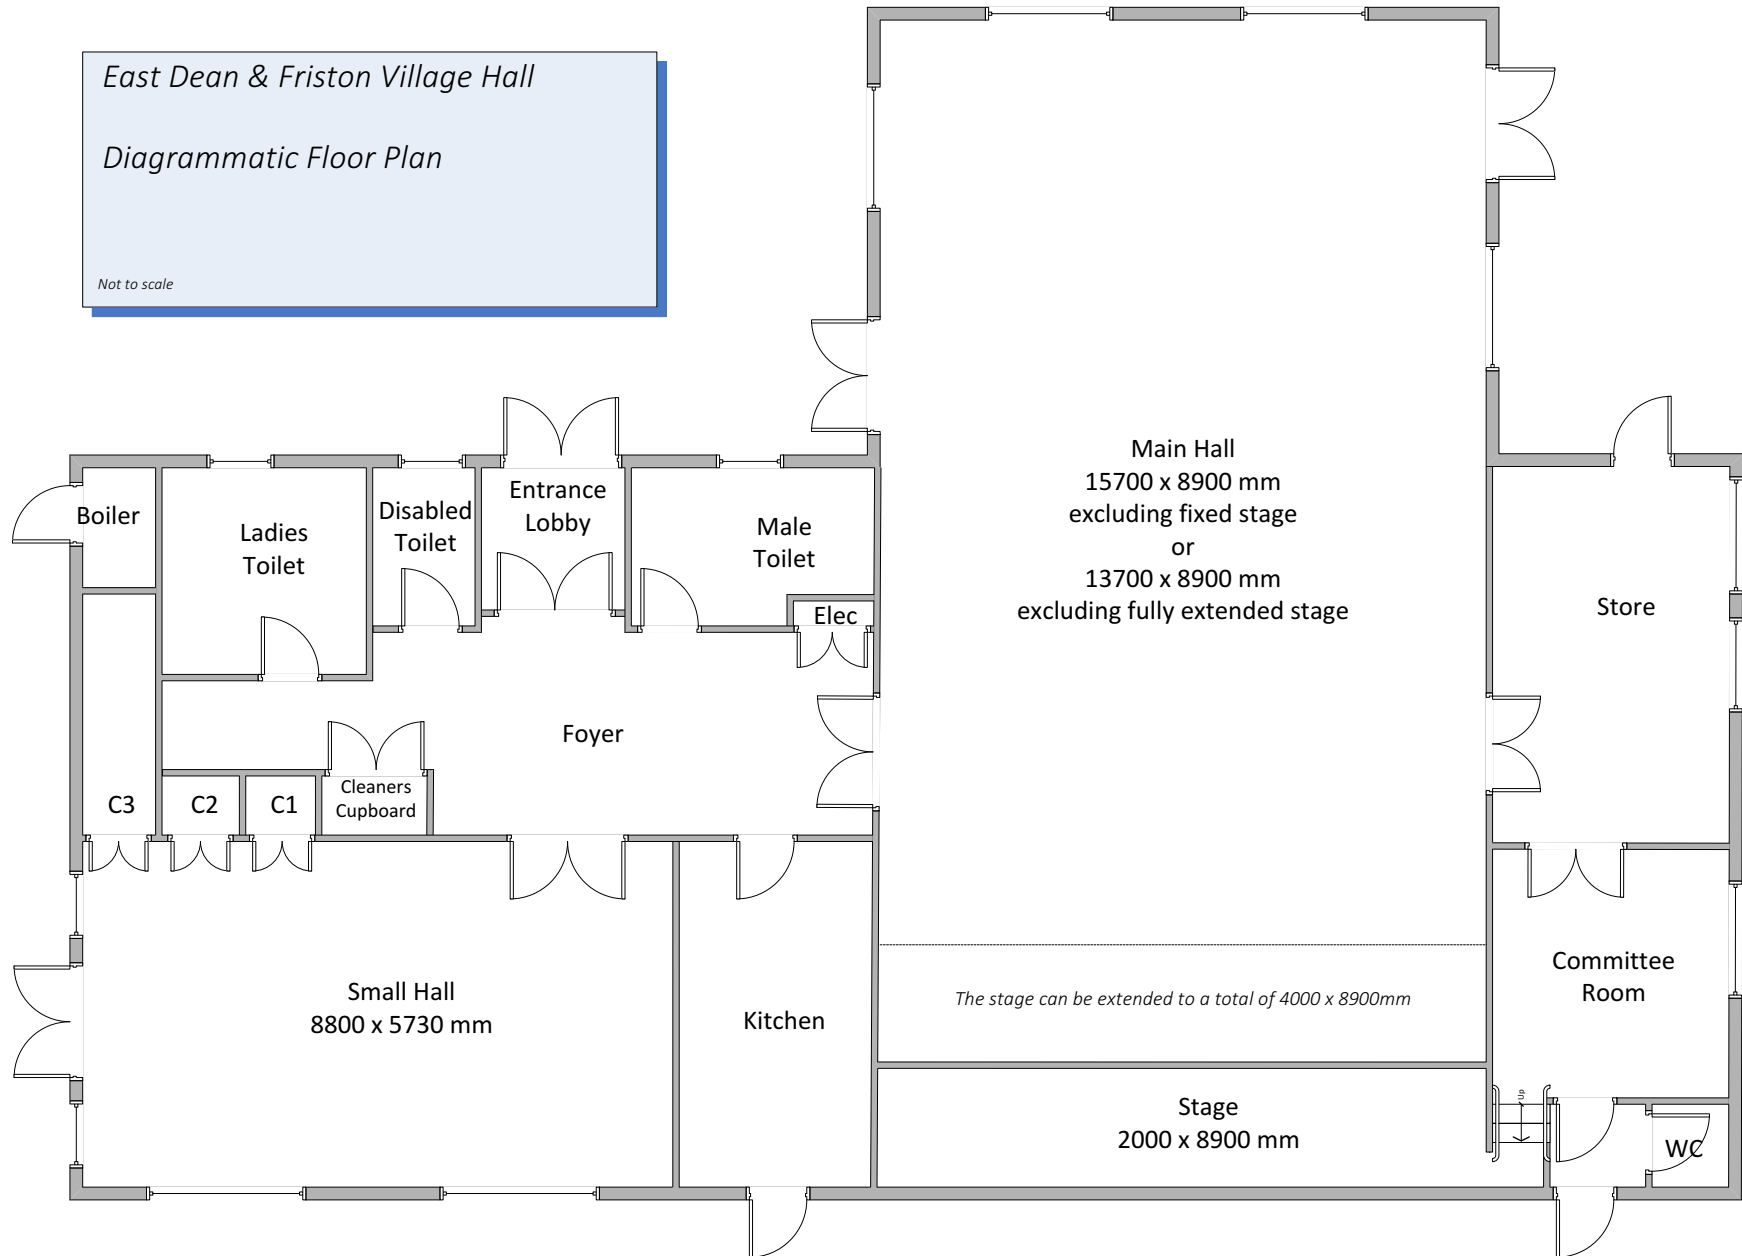 East Dean & Friston Village Hall
Diagrammatic Floor Plan
Not to scale
Main Hall
15700 x 8900 mm
excluding fixed stage
or
13700 x 8900 mm
excluding fully extended stage
Boiler
Ladies
Toilet
Disabled
Toilet
Entrance
Lobby
Male
Toilet
Elec
Store
Foyer
C3
C2
C1
Cleaners
Cupboard
Small Hall
8800 x 5730 mm
Kitchen
The stage can be extended to a total of 4000 x 8900mm
Committee
Room
Stage
2000 x 8900 mm
Up
WC